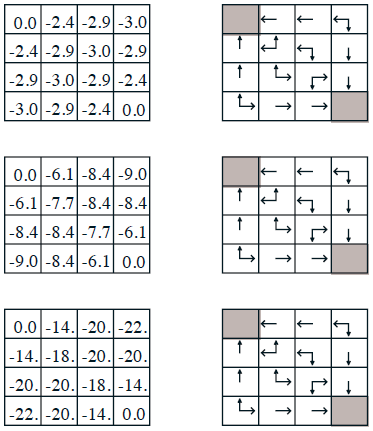 0.0 -2.4 -2.9 -3.0
-2.4 -2.9 -3.0 -2.9
-2.9 -3.0 -2.9 -2.4
-3.0 -2.9 -2.4 0.0
0.0 -6.1 -8.4 -9.0
-6.1 -7.7 -8.4 -8.4
-8.4 -8.4 -7.7 -6.1
-9.0 -8.4 -6.1 0.0
0.0 -14. -20. -22.
-14. -18. -20. -20.
-20. -20. -18. -14.
-22. -20. -14. 0.0